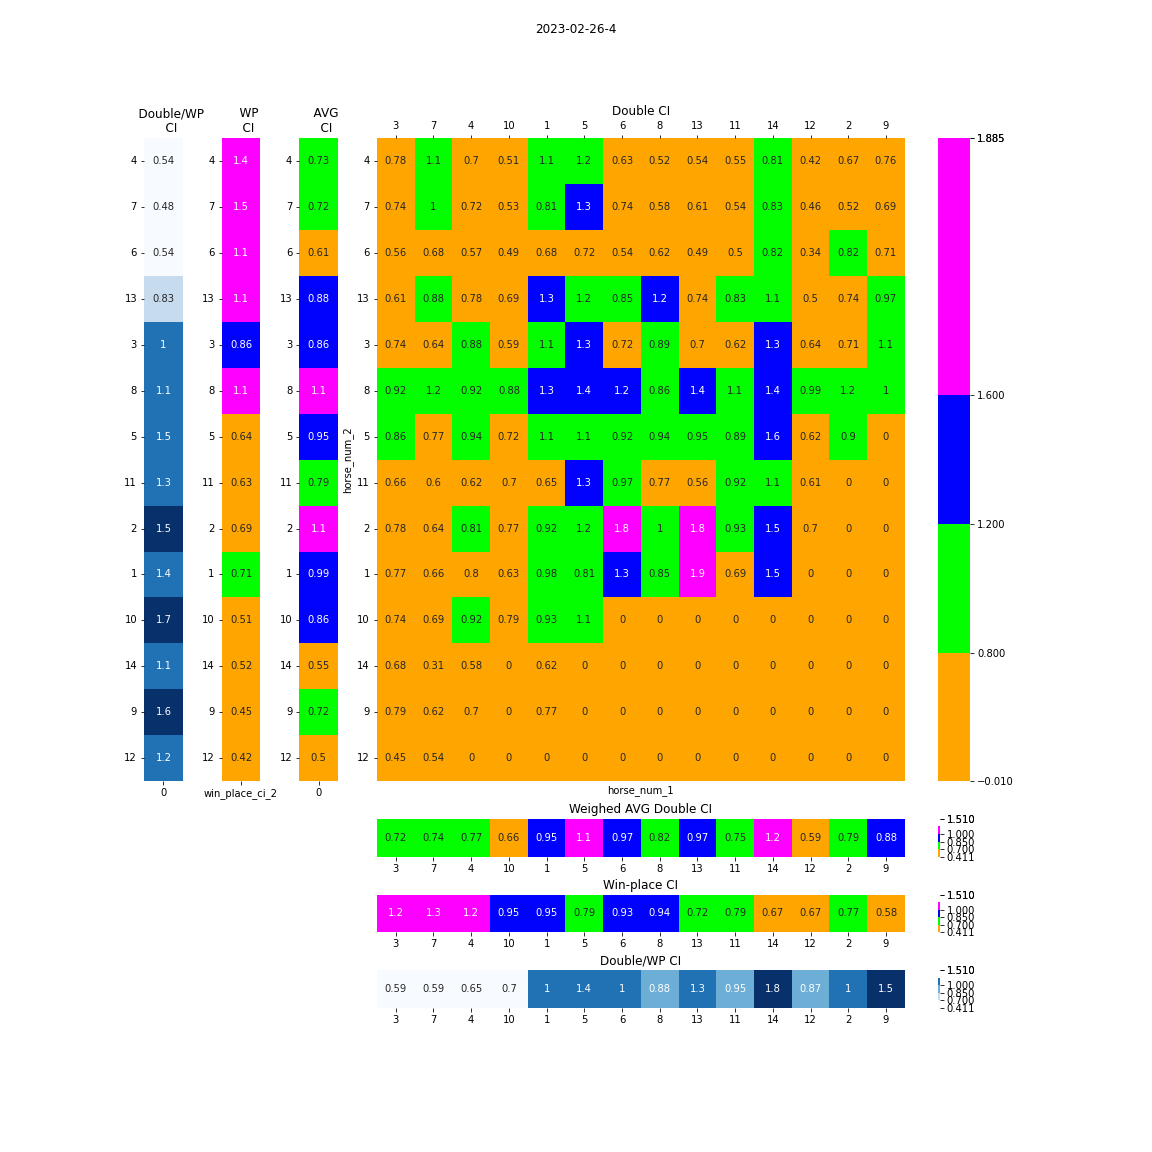 2023-02-26-4
Double/WP CI
WP CI
AVG CI
Double CI
3 7 4 10 1 5 6 8 13 11 14 12 2 9
1.885
4 0.54 4 1.4 4 0.73 4 0.78 1.1 0.7 0.51 1.1 1.2 0.63 0.52 0.54 0.55 0.81 0.42 0.67 0.76
7 0.48 7 1.5 7 0.72 7 0.74 1 0.72 0.53 0.81 1.3 0.74 0.58 0.61 0.54 0.83 0.46 0.52 0.69
6 0.54 6 1.1 6 0.61 6 0.56 0.68 0.57 0.49 0.68 0.72 0.54 0.62 0.49 0.5 0.82 0.34 0.82 0.71
13 0.83 13 1.1 13 0.88 13 0.61 0.88 0.78 0.69 1.3 1.2 0.85 1.2 0.74 0.83 1.1 0.5 0.74 0.97
3 1 3 0.86 3 0.86 3 0.74 0.64 0.88 0.59 1.1 1.3 0.72 0.89 0.7 0.62 1.3 0.64 0.71 1.1
8 1.1 8 1.1 8 1.1 8 0.92 1.2 0.92 0.88 1.3 1.4 1.2 0.86 1.4 1.1 1.4 0.99 1.2 1
1.600
5 1.5 5 0.64 5 0.95 5 0.86 0.77 0.94 0.72 1.1 1.1 0.92 0.94 0.95 0.89 1.6 0.62 0.9 0
horse_num_2
11 1.3 11 0.63 11 0.79 11 0.66 0.6 0.62 0.7 0.65 1.3 0.97 0.77 0.56 0.92 1.1 0.61 0 0
1.200
2 1.5 2 0.69 2 1.1 2 0.78 0.64 0.81 0.77 0.92 1.2 1.8 1 1.8 0.93 1.5 0.7 0 0
1 1.4 1 0.71 1 0.99 1 0.77 0.66 0.8 0.63 0.98 0.81 1.3 0.85 1.9 0.69 1.5 0 0 0
10 1.7 10 0.51 10 0.86 10 0.74 0.69 0.92 0.79 0.93 1.1 0 0 0 0 0 0 0 0
0.800
14 1.1 14 0.52 14 0.55 14 0.68 0.31 0.58 0 0.62 0 0 0 0 0 0 0 0 0
9 1.6 9 0.45 9 0.72 9 0.79 0.62 0.7 0 0.77 0 0 0 0 0 0 0 0 0
12 1.2 12 0.42 12 0.5 12 0.45 0.54 0 0 0 0 0 0 0 0 0 0 0 0
−0.010
0 win_place_ci_2 0 horse_num_1
Weighed AVG Double CI
0.72 0.74 0.77 0.66 0.95 1.1 0.97 0.82 0.97 0.75 1.2 0.59 0.79 0.88
1.510
1.000
0.850
0.700
0.411
3 7 4 10 1 5 6 8 13 11 14 12 2 9
Win-place CI
1.2 1.3 1.2 0.95 0.95 0.79 0.93 0.94 0.72 0.79 0.67 0.67 0.77 0.58
1.510
1.000
0.850
0.700
0.411
3 7 4 10 1 5 6 8 13 11 14 12 2 9
Double/WP CI
0.59 0.59 0.65 0.7 1 1.4 1 0.88 1.3 0.95 1.8 0.87 1 1.5
1.510
1.000
0.850
0.700
0.411
3 7 4 10 1 5 6 8 13 11 14 12 2 9